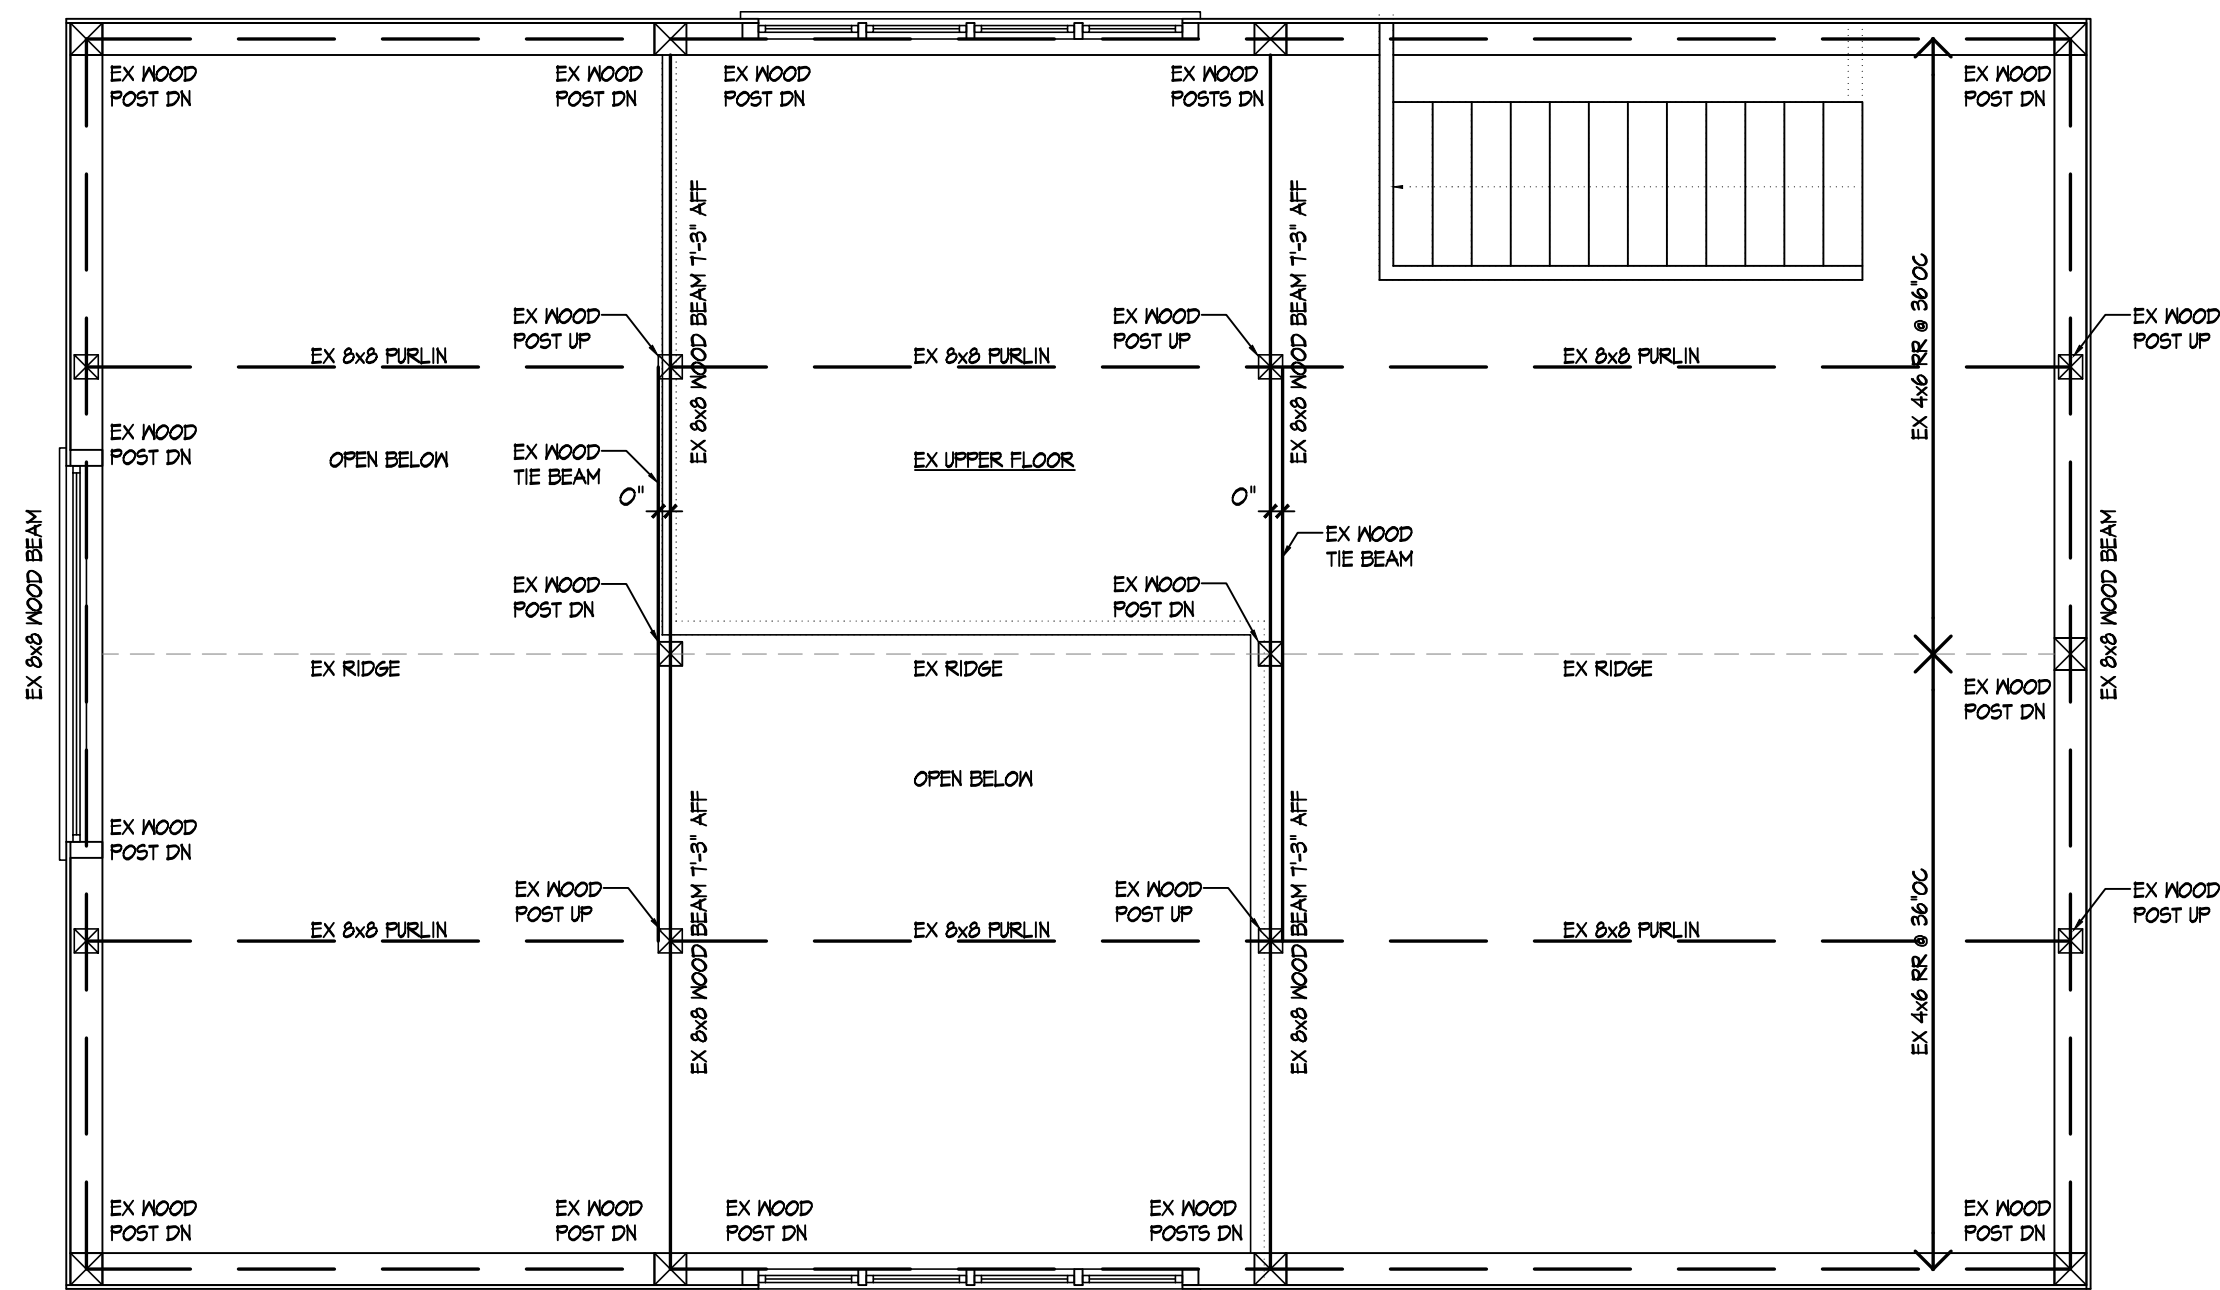 EX WOOD
POST DN
EX WOOD
POST DN
EX WOOD
POST DN
EX WOOD
POSTS DN
EX WOOD
POST DN
EX 8x8 WOOD BEAM 7'-3" AFF
EX 8x8 WOOD BEAM 7'-3" AFF
EX 4x6 RR @ 36"OC
EX WOOD
POST UP
EX WOOD
POST UP
EX WOOD
POST UP
EX 8x8 PURLIN
EX 8x8 PURLIN
EX 8x8 PURLIN
EX WOOD
POST DN
OPEN BELOW
EX WOOD
TIE BEAM
EX UPPER FLOOR
0"
0"
EX WOOD
TIE BEAM
EX 8x8 WOOD BEAM
EX 8x8 WOOD BEAM
EX WOOD
POST DN
EX WOOD
POST DN
EX RIDGE
EX RIDGE
EX RIDGE
EX WOOD
POST DN
OPEN BELOW
EX 8x8 WOOD BEAM 7'-3" AFF
EX 8x8 WOOD BEAM 7'-3" AFF
EX 4x6 RR @ 36"OC
EX WOOD
POST DN
EX WOOD
POST UP
EX WOOD
POST UP
EX WOOD
POST UP
EX 8x8 PURLIN
EX 8x8 PURLIN
EX 8x8 PURLIN
EX WOOD
POST DN
EX WOOD
POST DN
EX WOOD
POST DN
EX WOOD
POSTS DN
EX WOOD
POST DN